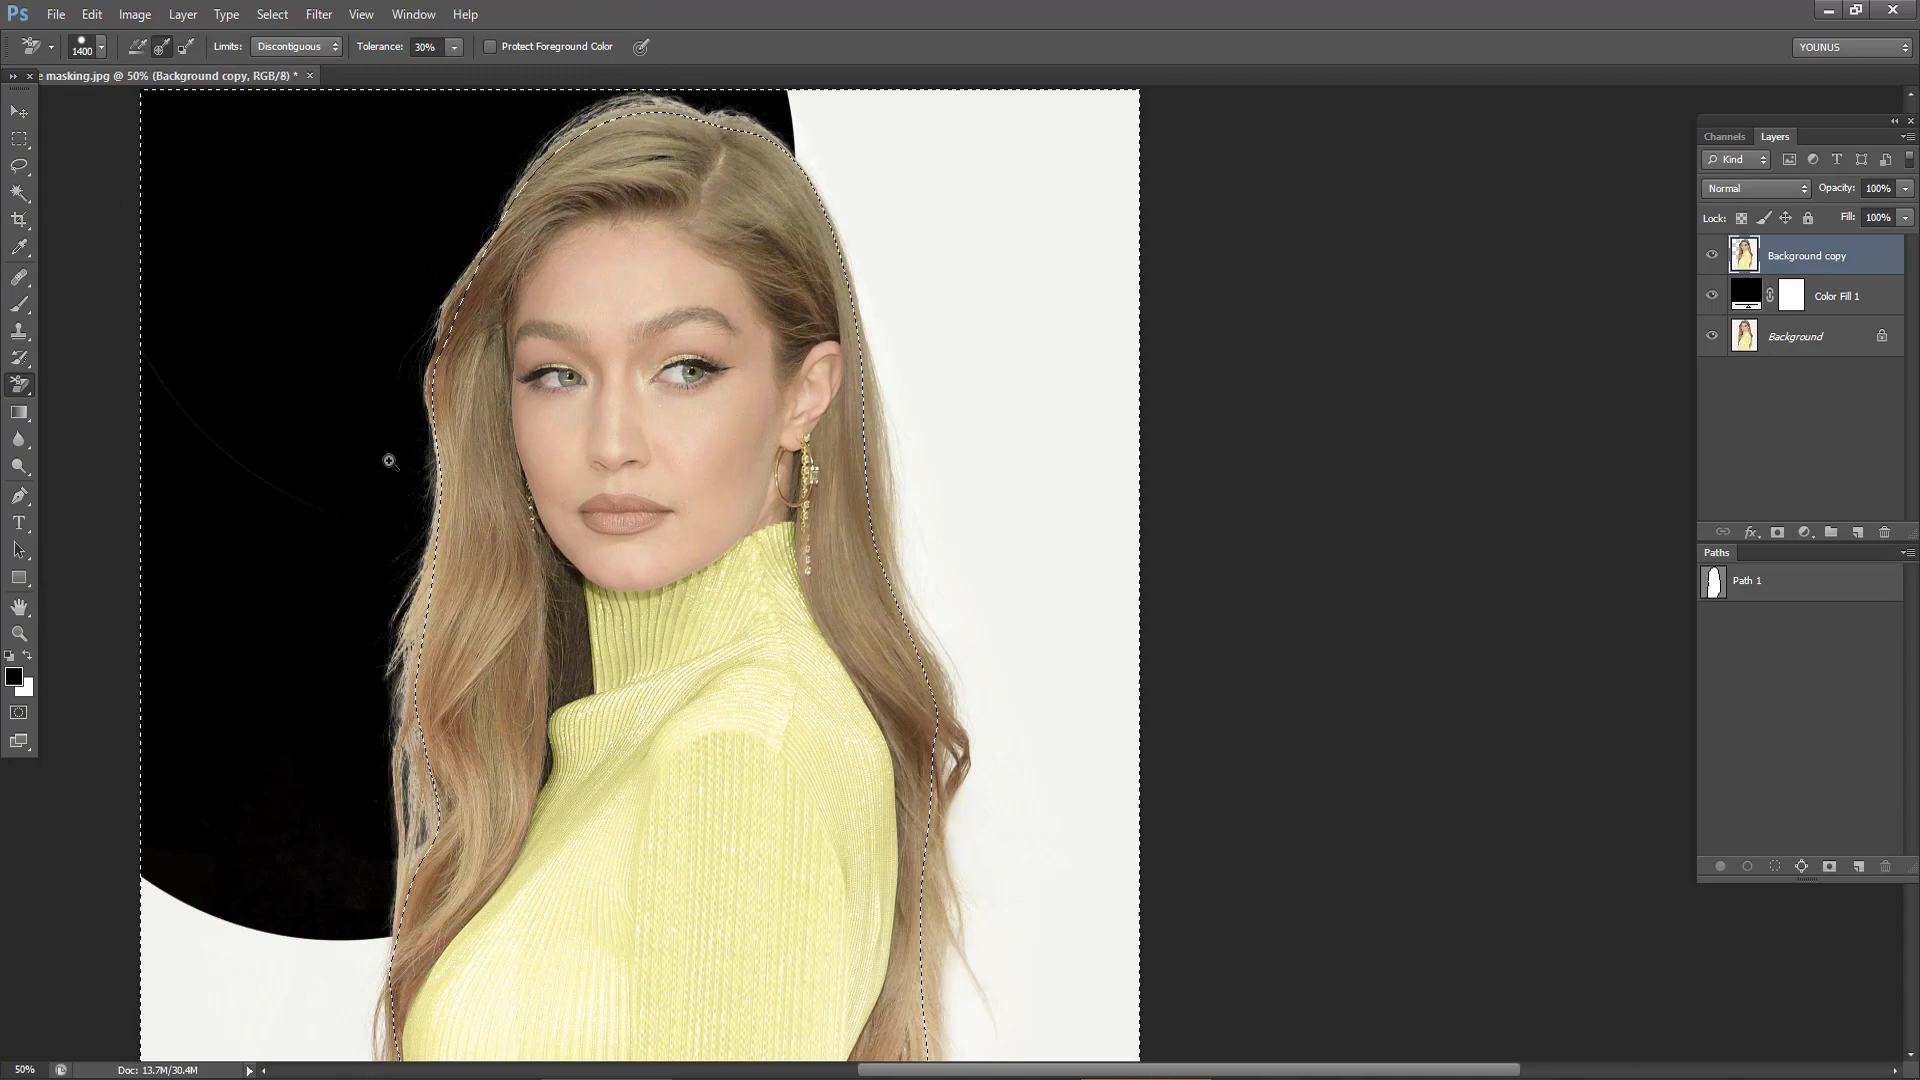 Ps File Edit Image Layer Type Select Filter View Window Help
1400 Limits: Discontiguous Tolerance: 30% Protect Foreground Color YOUNUS
e masking.jpg @ 50% (Background copy, RGB/8) * ×
Channels Layers
Kind
Normal Opacity: 100%
Lock: Fill: 100%
Background copy
Color Fill 1
Background
Paths
Path 1
50% Doc: 13.7M/30.4M